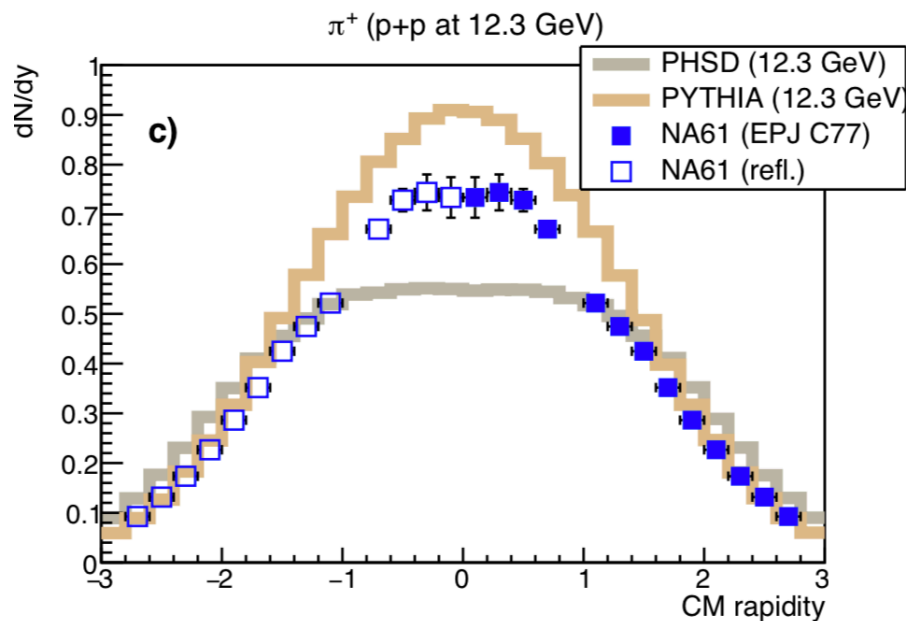 π+ (p+p at 12.3 GeV)
PHSD (12.3 GeV)
PYTHIA (12.3 GeV)
NA61 (EPJ C77)
NA61 (refl.)
c)
dN/dy
1
0.9
0.8
0.7
0.6
0.5
0.4
0.3
0.2
0.1
0
−3 −2 −1 0 1 2 3
CM rapidity